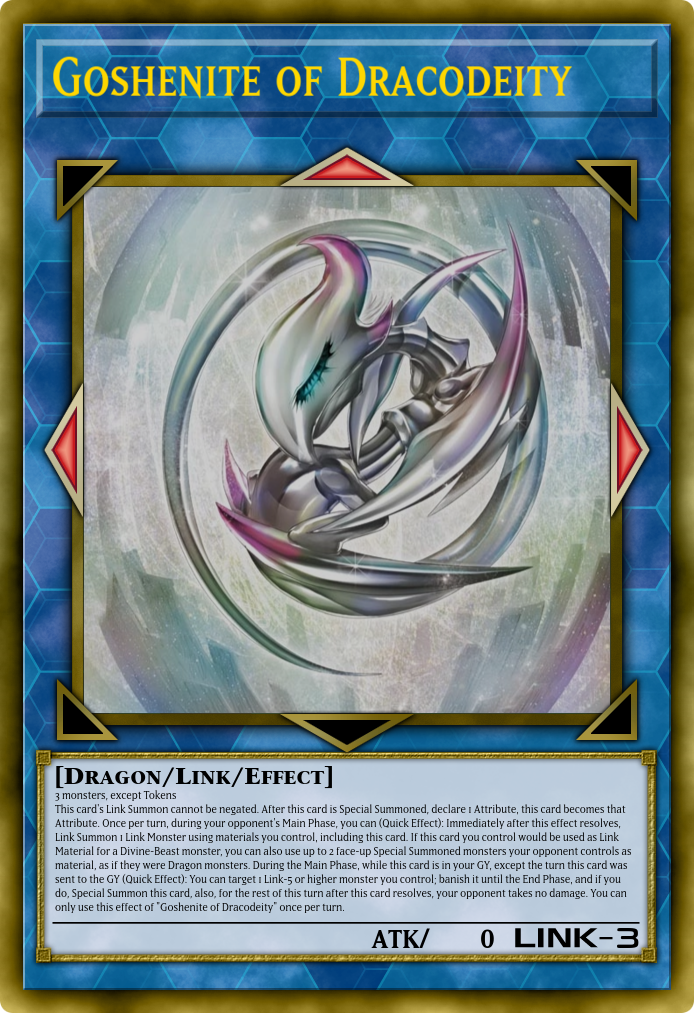 Goshenite of Dracodeity
[Dragon/Link/Effect]
3 monsters, except Tokens
This card's Link Summon cannot be negated. After this card is Special Summoned, declare 1 Attribute, this card becomes that
Attribute. Once per turn, during your opponent's Main Phase, you can (Quick Effect): Immediately after this effect resolves,
Link Summon 1 Link Monster using materials you control, including this card. If this card you control would be used as Link
Material for a Divine-Beast monster, you can also use up to 2 face-up Special Summoned monsters your opponent controls as
material, as if they were Dragon monsters. During the Main Phase, while this card is in your GY, except the turn this card was
sent to the GY (Quick Effect): You can target 1 Link-5 or higher monster you control; banish it until the End Phase, and if you
do, Special Summon this card, also, for the rest of this turn after this card resolves, your opponent takes no damage. You can
only use this effect of "Goshenite of Dracodeity" once per turn.
ATK/ 0 LINK-3